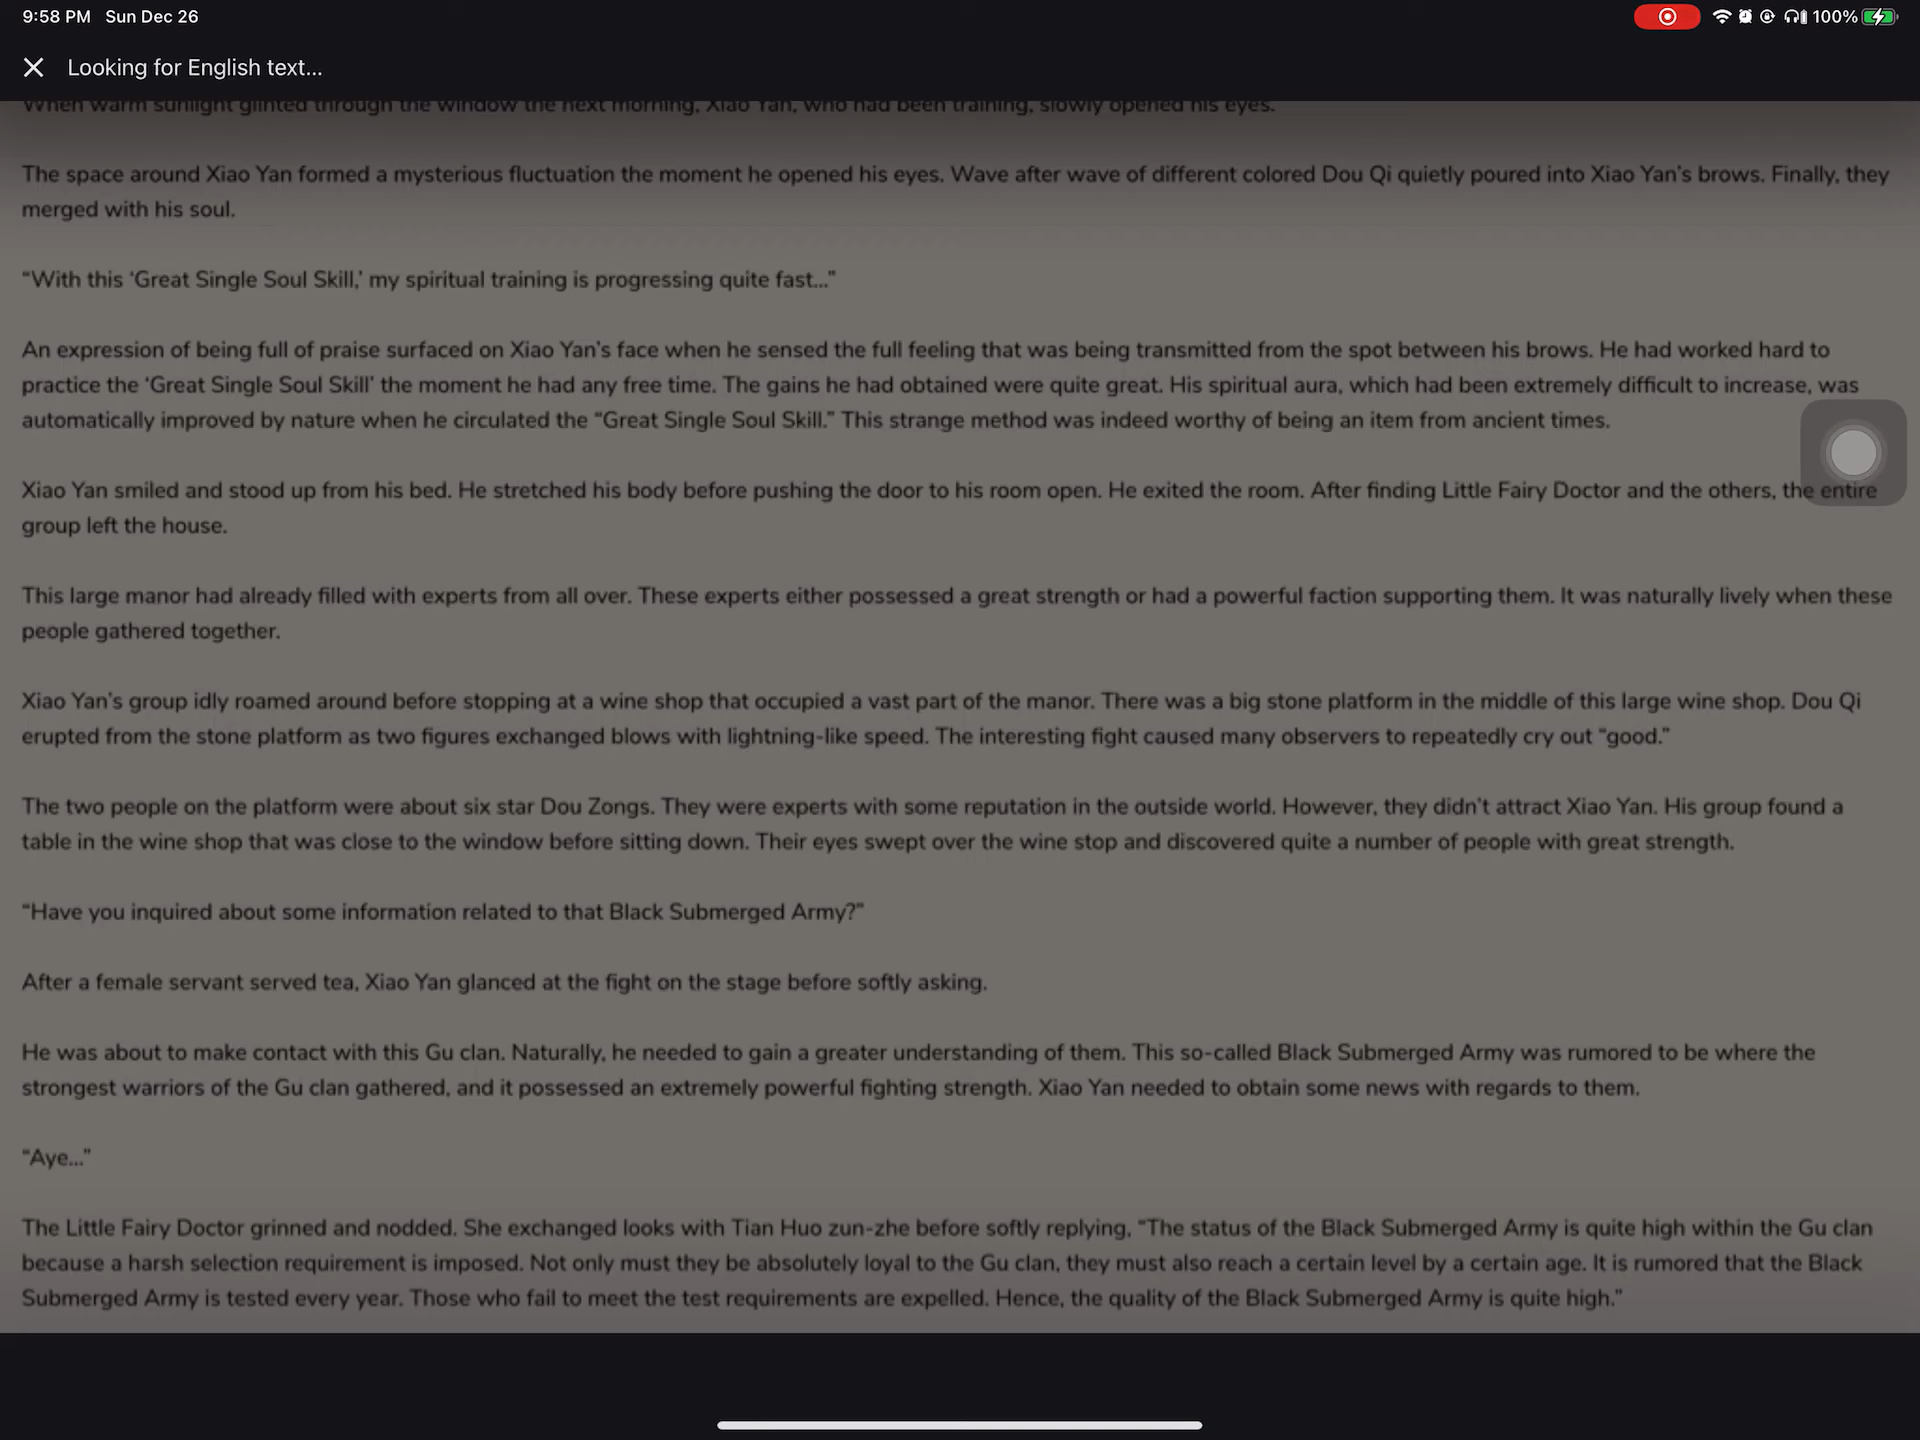 9:58 PM Sun Dec 26
100%
Looking for English text...
When warm sunlight glinted through the window the next morning, Xiao Yan, who had been training, slowly opened his eyes.
The space around Xiao Yan formed a mysterious fluctuation the moment he opened his eyes. Wave after wave of different colored Dou Qi quietly poured into Xiao Yan’s brows. Finally, they
merged with his soul.
“With this ‘Great Single Soul Skill,’ my spiritual training is progressing quite fast...”
An expression of being full of praise surfaced on Xiao Yan’s face when he sensed the full feeling that was being transmitted from the spot between his brows. He had worked hard to
practice the ‘Great Single Soul Skill’ the moment he had any free time. The gains he had obtained were quite great. His spiritual aura, which had been extremely difficult to increase, was
automatically improved by nature when he circulated the “Great Single Soul Skill.” This strange method was indeed worthy of being an item from ancient times.
Xiao Yan smiled and stood up from his bed. He stretched his body before pushing the door to his room open. He exited the room. After finding Little Fairy Doctor and the others, the entire
group left the house.
This large manor had already filled with experts from all over. These experts either possessed a great strength or had a powerful faction supporting them. It was naturally lively when these
people gathered together.
Xiao Yan’s group idly roamed around before stopping at a wine shop that occupied a vast part of the manor. There was a big stone platform in the middle of this large wine shop. Dou Qi
erupted from the stone platform as two figures exchanged blows with lightning-like speed. The interesting fight caused many observers to repeatedly cry out “good.”
The two people on the platform were about six star Dou Zongs. They were experts with some reputation in the outside world. However, they didn’t attract Xiao Yan. His group found a
table in the wine shop that was close to the window before sitting down. Their eyes swept over the wine stop and discovered quite a number of people with great strength.
“Have you inquired about some information related to that Black Submerged Army?”
After a female servant served tea, Xiao Yan glanced at the fight on the stage before softly asking.
He was about to make contact with this Gu clan. Naturally, he needed to gain a greater understanding of them. This so-called Black Submerged Army was rumored to be where the
strongest warriors of the Gu clan gathered, and it possessed an extremely powerful fighting strength. Xiao Yan needed to obtain some news with regards to them.
“Aye...”
The Little Fairy Doctor grinned and nodded. She exchanged looks with Tian Huo zun-zhe before softly replying, “The status of the Black Submerged Army is quite high within the Gu clan
because a harsh selection requirement is imposed. Not only must they be absolutely loyal to the Gu clan, they must also reach a certain level by a certain age. It is rumored that the Black
Submerged Army is tested every year. Those who fail to meet the test requirements are expelled. Hence, the quality of the Black Submerged Army is quite high.”